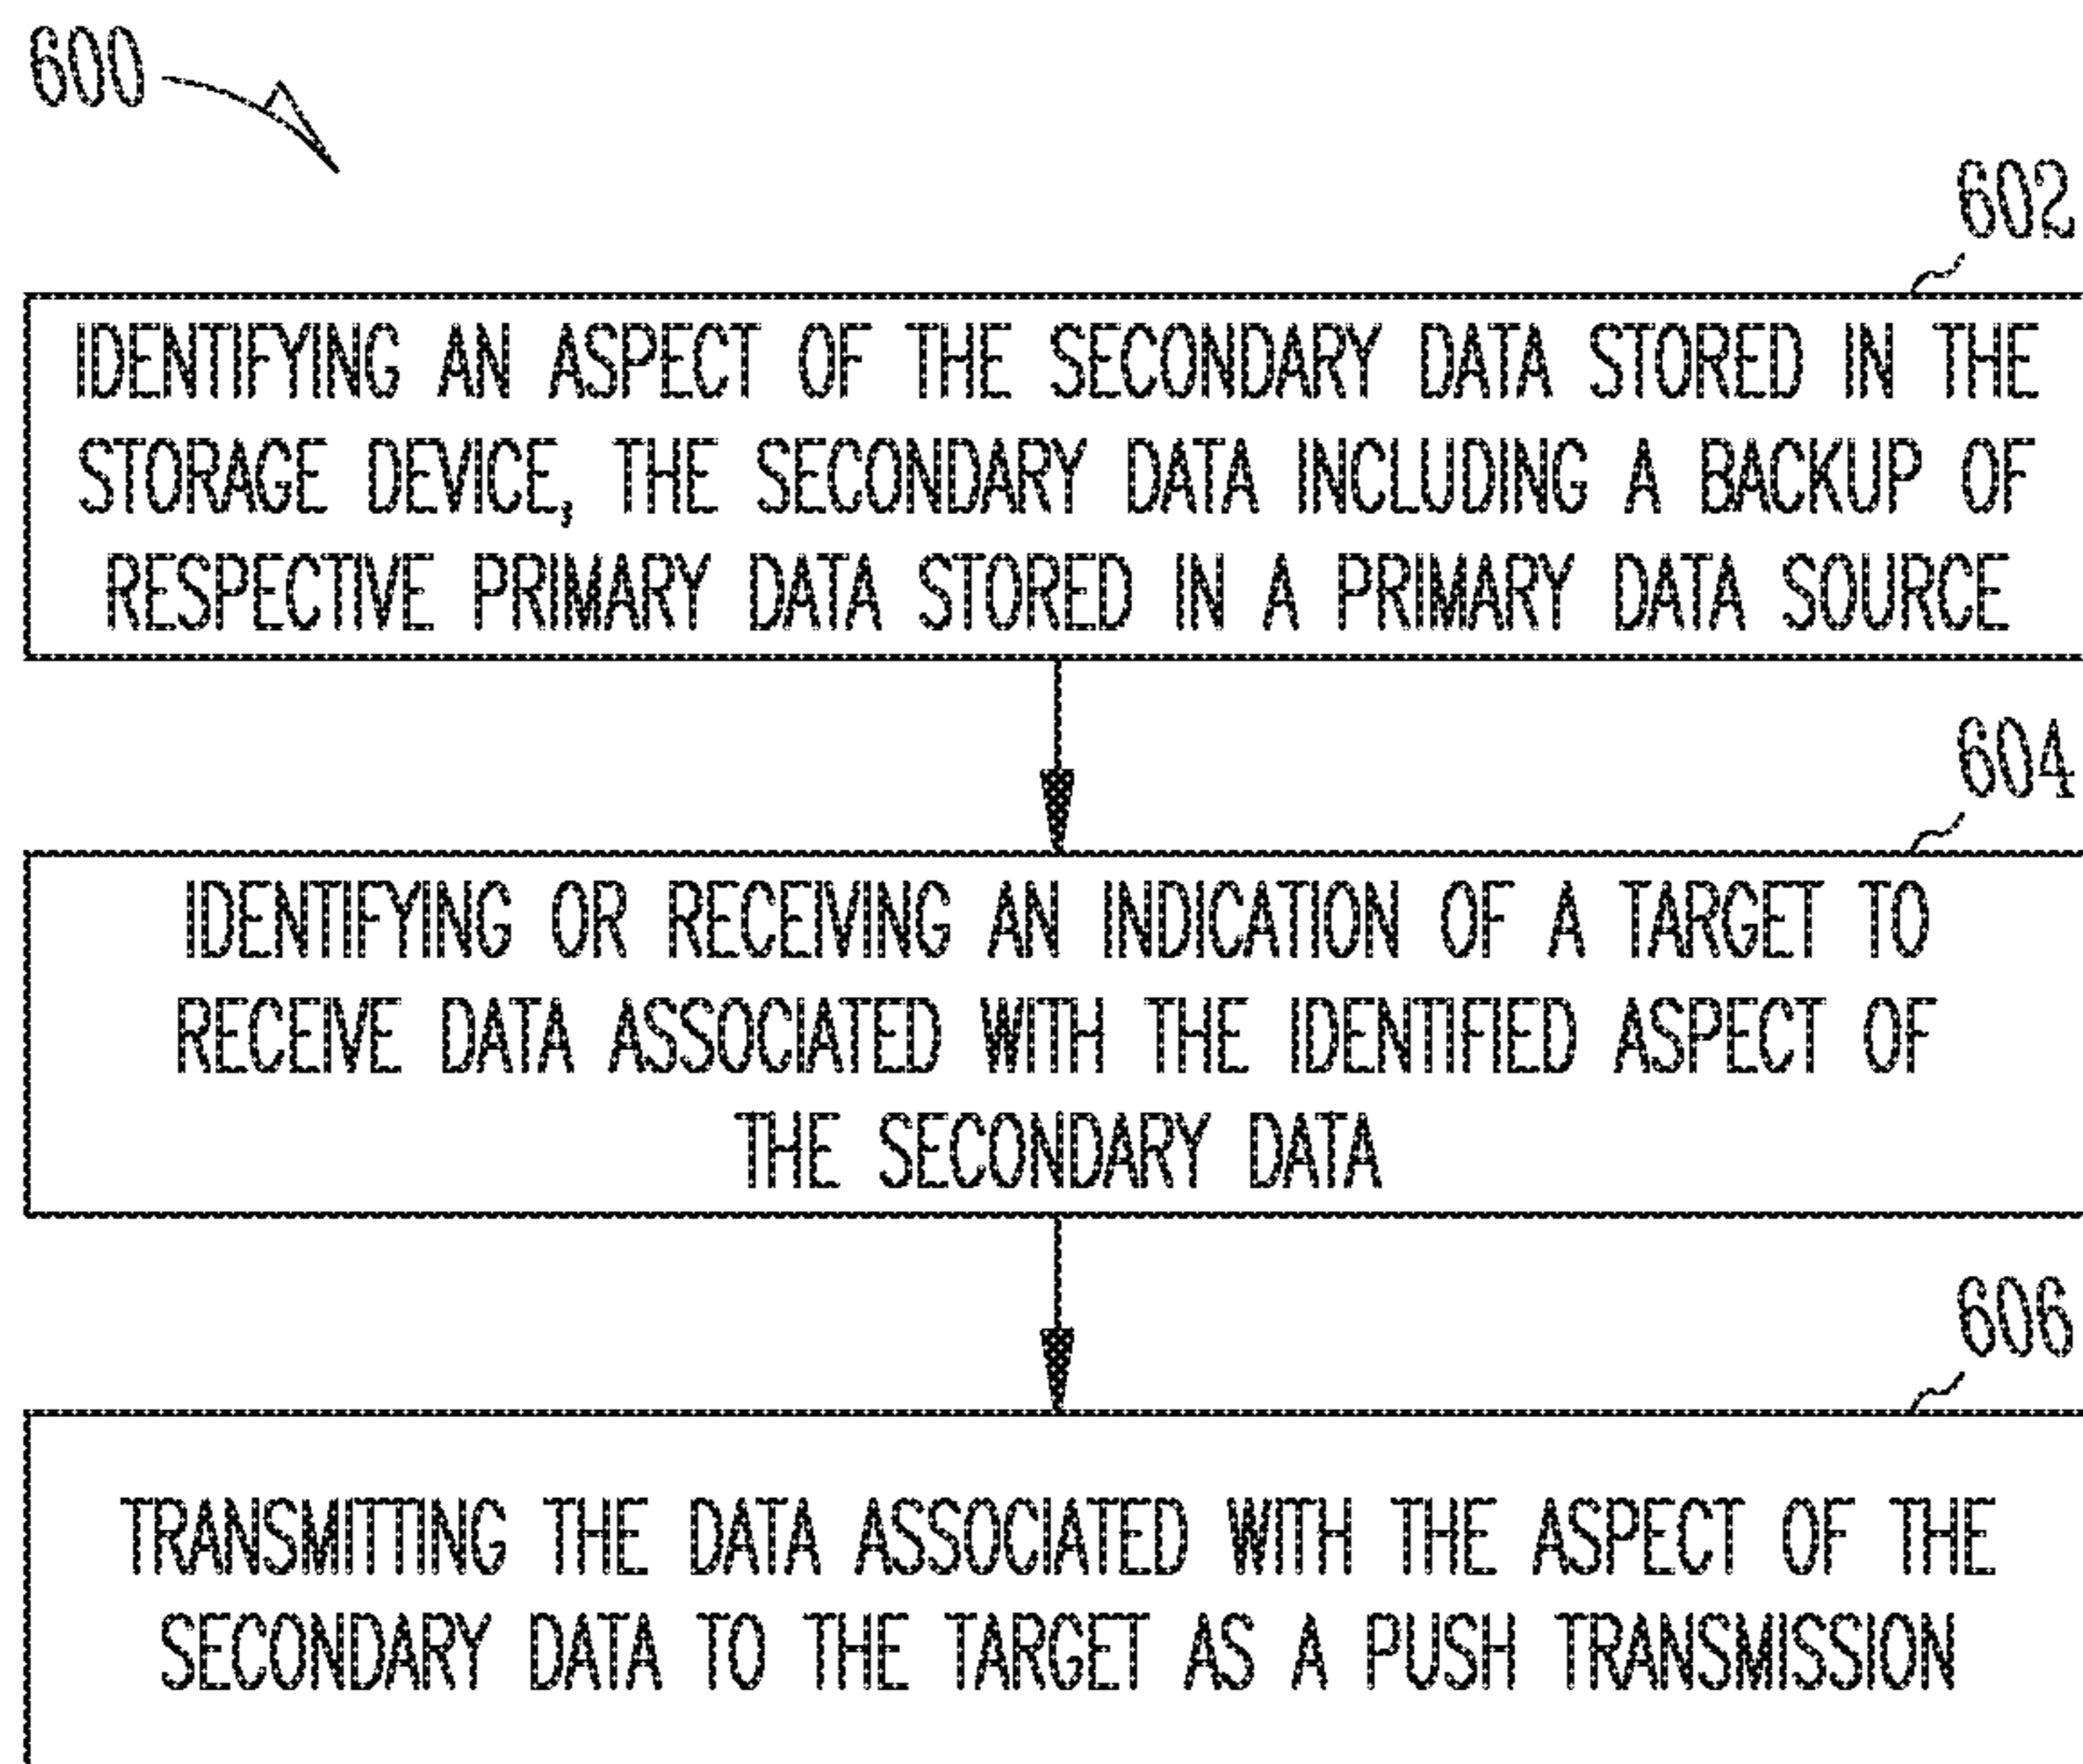 600
602
IDENTIFYING AN ASPECT OF THE SECONDARY DATA STORED IN THE
STORAGE DEVICE, THE SECONDARY DATA INCLUDING A BACKUP OF
RESPECTIVE PRIMARY DATA STORED IN A PRIMARY DATA SOURCE
604
IDENTIFYING OR RECEIVING AN INDICATION OF A TARGET TO
RECEIVE DATA ASSOCIATED WITH THE IDENTIFIED ASPECT OF
THE SECONDARY DATA
606
TRANSMITTING THE DATA ASSOCIATED WITH THE ASPECT OF THE
SECONDARY DATA TO THE TARGET AS A PUSH TRANSMISSION